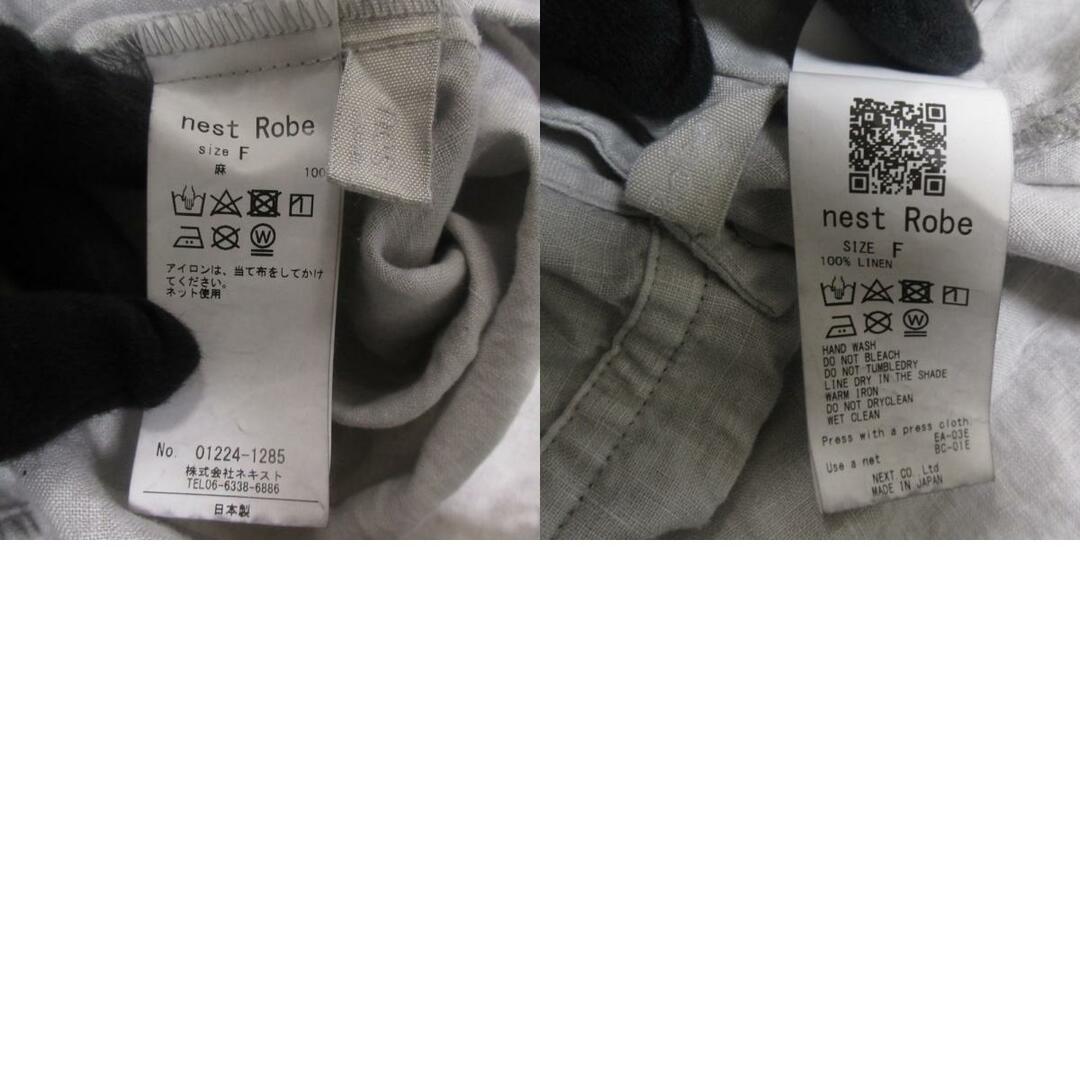 nest Robe
size F
麻 100
アイロンは、当て布をしてかけ
てください。
ネット使用
No. 01224-1285
株式会社ネキスト
TEL06-6338-6886
日本製
nest Robe
SIZE F
100% LINEN
HAND WASH
DO NOT BLEACH
DO NOT TUMBLEDRY
LINE DRY IN THE SHADE
WARM IRON
DO NOT DRYCLEAN
WET CLEAN
Press with a press cloth.
EA-03E
BC-01E
Use a net
NEXT CO.,Ltd
MADE IN JAPAN